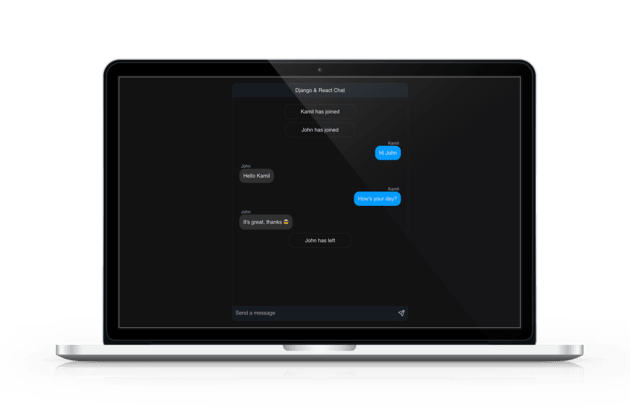 Django & React Chat
Kamil has joined
John has joined
Kamil
Hi John
John
Hello Kamil
Kamil
How's your day?
John
It's great, thanks 😎
John has left
Send a message